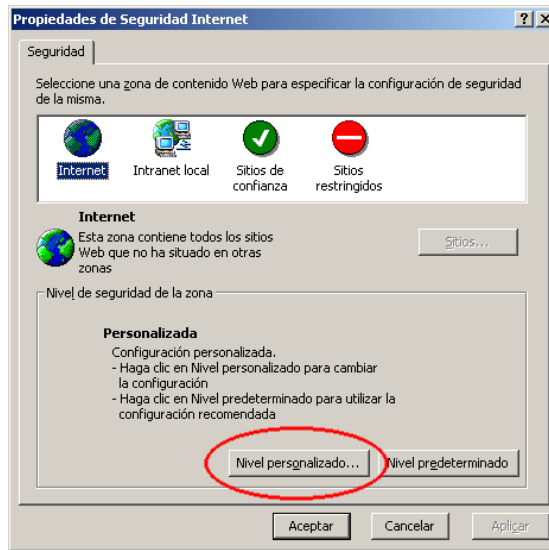 Propiedades de Seguridad Internet
Seguridad
Seleccione una zona de contenido Web para especificar la configuración de seguridad
de la misma.
Internet
Intranet local
Sitios de
confianza
Sitios
restringidos
Internet
Esta zona contiene todos los sitios
Web que no ha situado en otras
zonas
Sitios...
Nivel de seguridad de la zona
Personalizada
Configuración personalizada.
- Haga clic en Nivel personalizado para cambiar
la configuración
- Haga clic en Nivel predeterminado para utilizar la
configuración recomendada
Nivel personalizado...
Nivel predeterminado
Aceptar
Cancelar
Aplicar